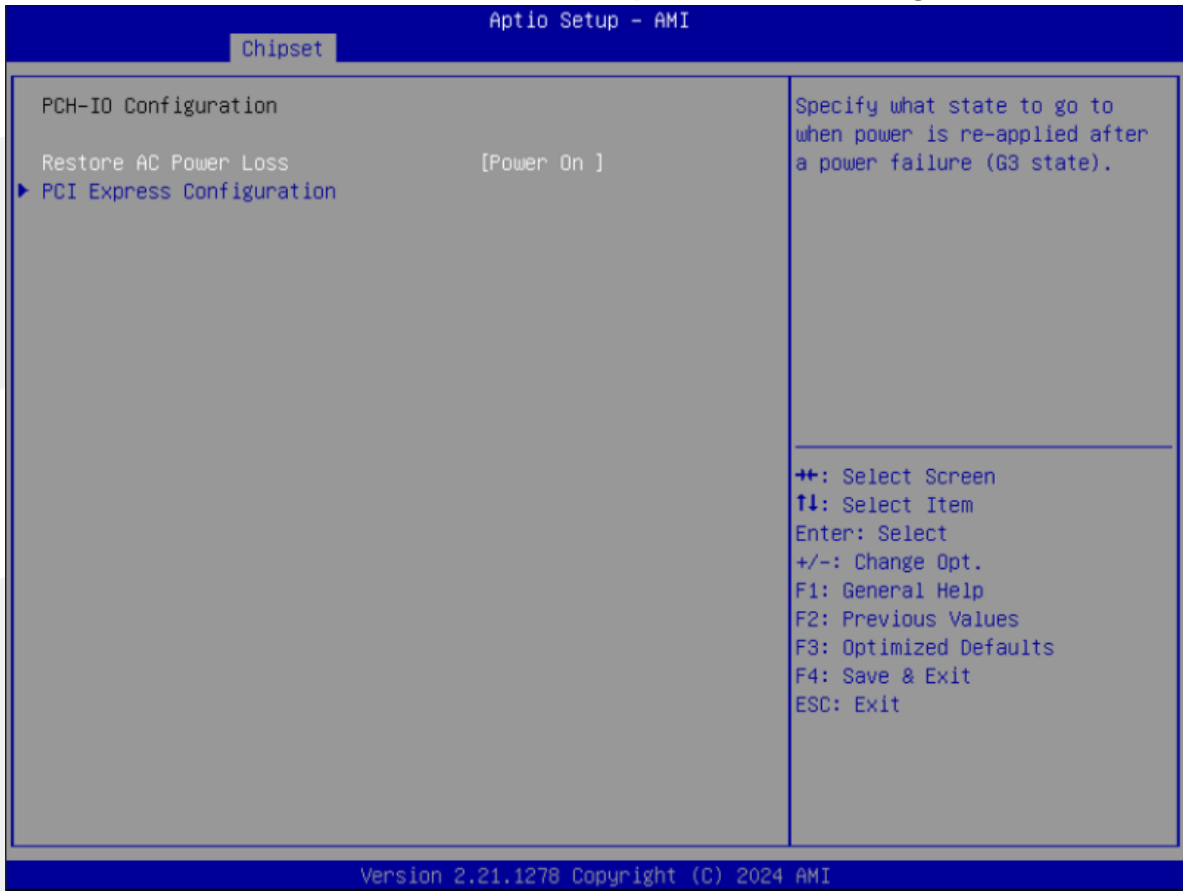 Aptio Setup – AMI
Chipset
PCH-IO Configuration
Restore AC Power Loss [Power On ]
▶ PCI Express Configuration
Specify what state to go to
when power is re-applied after
a power failure (G3 state).
→←: Select Screen
↑↓: Select Item
Enter: Select
+/-: Change Opt.
F1: General Help
F2: Previous Values
F3: Optimized Defaults
F4: Save & Exit
ESC: Exit
Version 2.21.1278 Copyright (C) 2024 AMI